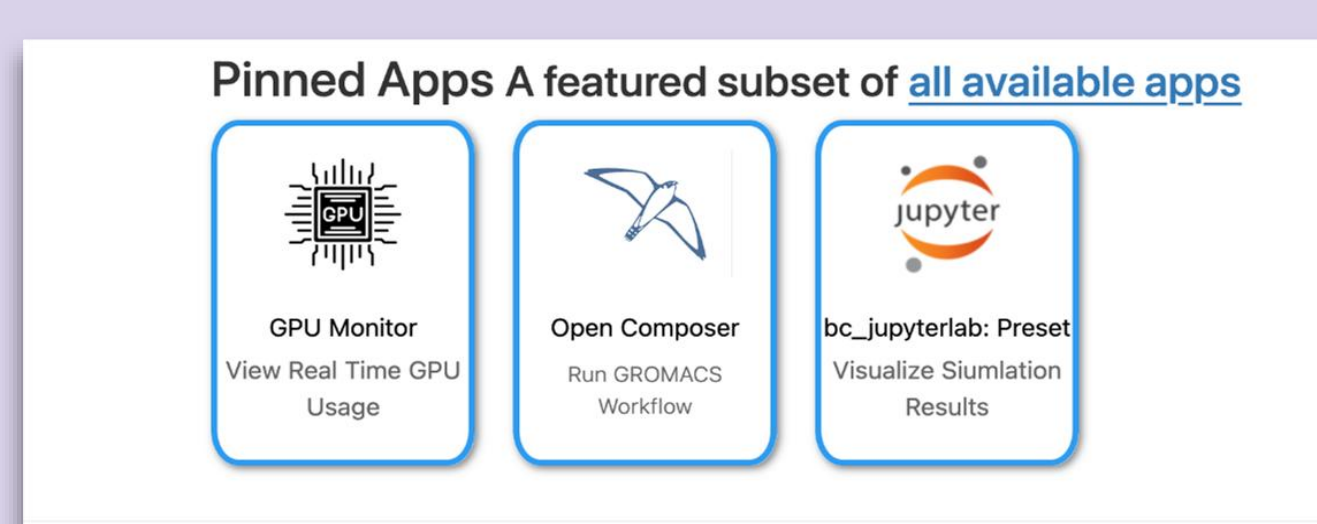 Pinned Apps A featured subset of all available apps
GPU
GPU Monitor
View Real Time GPU
Usage
Open Composer
Run GROMACS
Workflow
jupyter
bc_jupyterlab: Preset
Visualize Siumlation
Results